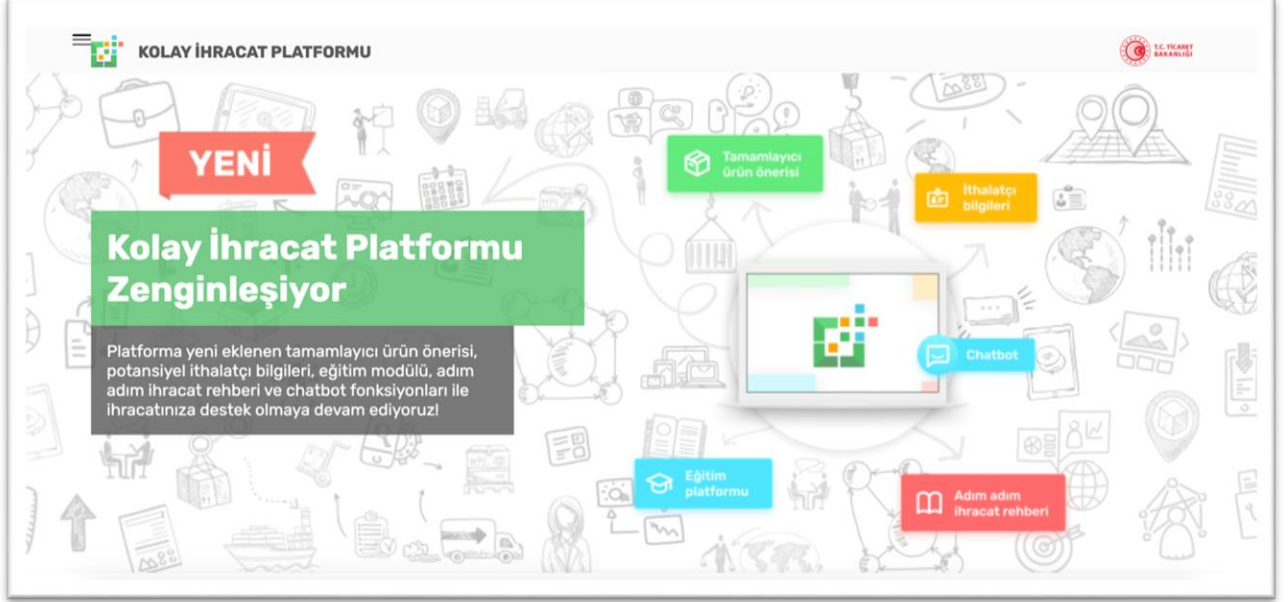 KOLAY İHRACAT PLATFORMU
T.C. TİCARET
BAKANLIĞI
YENİ
Kolay İhracat Platformu
Zenginleşiyor
Platforma yeni eklenen tamamlayıcı ürün önerisi,
potansiyel ithalatçı bilgileri, eğitim modülü, adım
adım ihracat rehberi ve chatbot fonksiyonları ile
ihracatınıza destek olmaya devam ediyoruz!
Tamamlayıcı
ürün önerisi
İthalatçı
bilgileri
Chatbot
Eğitim
platformu
Adım adım
ihracat rehberi